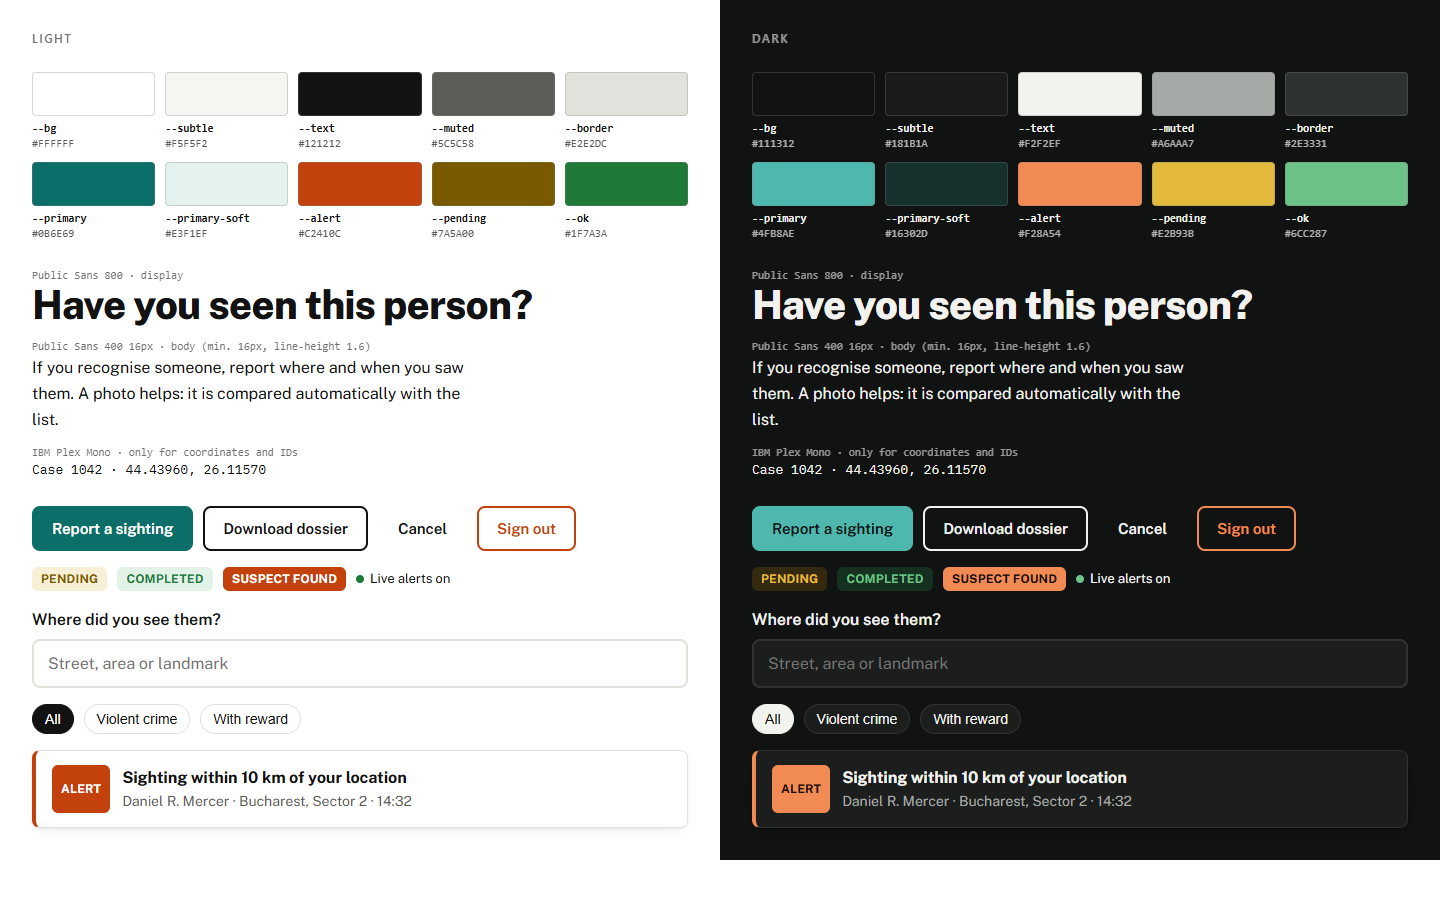 LIGHT
--bg
#FFFFFF
--subtle
#F5F5F2
--text
#121212
--muted
#5C5C58
--border
#E2E2DC
--primary
#0B6E69
--primary-soft
#E3F1EF
--alert
#C2410C
--pending
#7A5A00
--ok
#1F7A3A
Public Sans 800 · display
Have you seen this person?
Public Sans 400 16px · body (min. 16px, line-height 1.6)
If you recognise someone, report where and when you saw
them. A photo helps: it is compared automatically with the
list.
IBM Plex Mono · only for coordinates and IDs
Case 1042 · 44.43960, 26.11570
Report a sighting
Download dossier
Cancel
Sign out
PENDING
COMPLETED
SUSPECT FOUND
Live alerts on
Where did you see them?
Street, area or landmark
All
Violent crime
With reward
ALERT
Sighting within 10 km of your location
Daniel R. Mercer · Bucharest, Sector 2 · 14:32
DARK
--bg
#111312
--subtle
#181B1A
--text
#F2F2EF
--muted
#A6AAA7
--border
#2E3331
--primary
#4FB8AE
--primary-soft
#16302D
--alert
#F28A54
--pending
#E2B93B
--ok
#6CC287
Public Sans 800 · display
Have you seen this person?
Public Sans 400 16px · body (min. 16px, line-height 1.6)
If you recognise someone, report where and when you saw
them. A photo helps: it is compared automatically with the
list.
IBM Plex Mono · only for coordinates and IDs
Case 1042 · 44.43960, 26.11570
Report a sighting
Download dossier
Cancel
Sign out
PENDING
COMPLETED
SUSPECT FOUND
Live alerts on
Where did you see them?
Street, area or landmark
All
Violent crime
With reward
ALERT
Sighting within 10 km of your location
Daniel R. Mercer · Bucharest, Sector 2 · 14:32